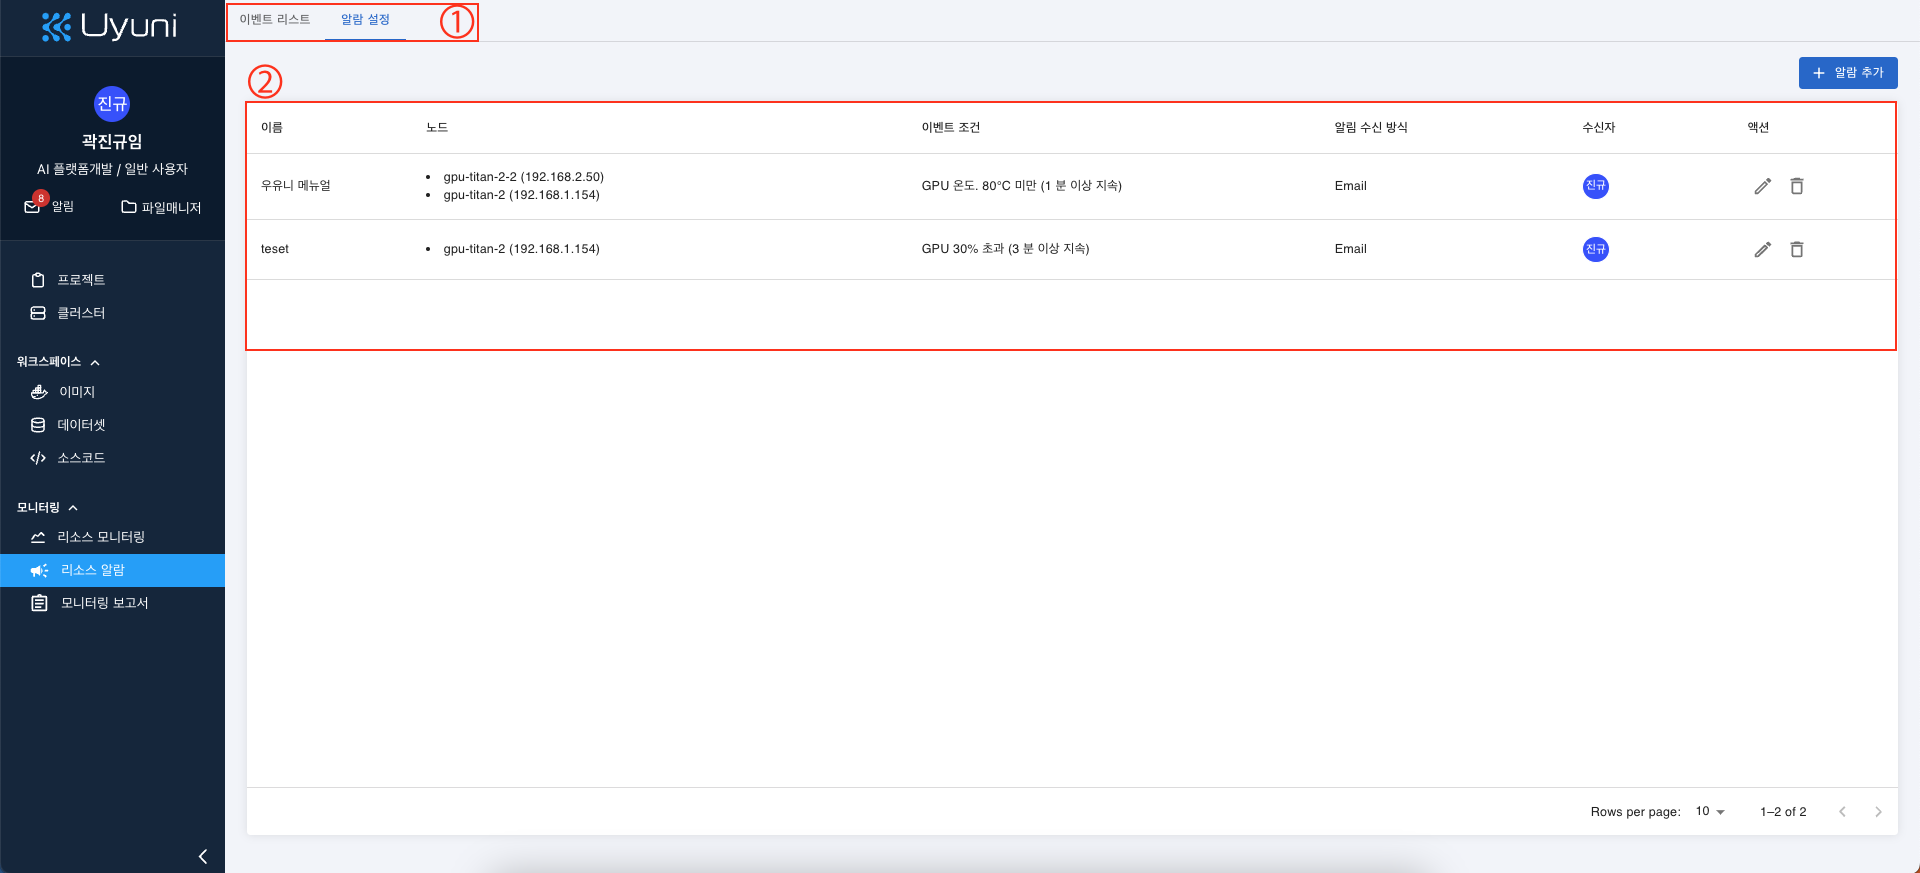 Uyuni
진규
곽진규임
AI 플랫폼개발 / 일반 사용자
8
알림
파일매니저
프로젝트
클러스터
워크스페이스
이미지
데이터셋
소스코드
모니터링
리소스 모니터링
리소스 알람
모니터링 보고서
이벤트 리스트 알람 설정 ①
②
+ 알람 추가
이름 노드 이벤트 조건 알림 수신 방식 수신자 액션
우유니 메뉴얼
• gpu-titan-2-2 (192.168.2.50)
• gpu-titan-2 (192.168.1.154)
GPU 온도. 80°C 미만 (1 분 이상 지속)
Email
진규
teset
• gpu-titan-2 (192.168.1.154)
GPU 30% 초과 (3 분 이상 지속)
Email
진규
Rows per page: 10 1–2 of 2